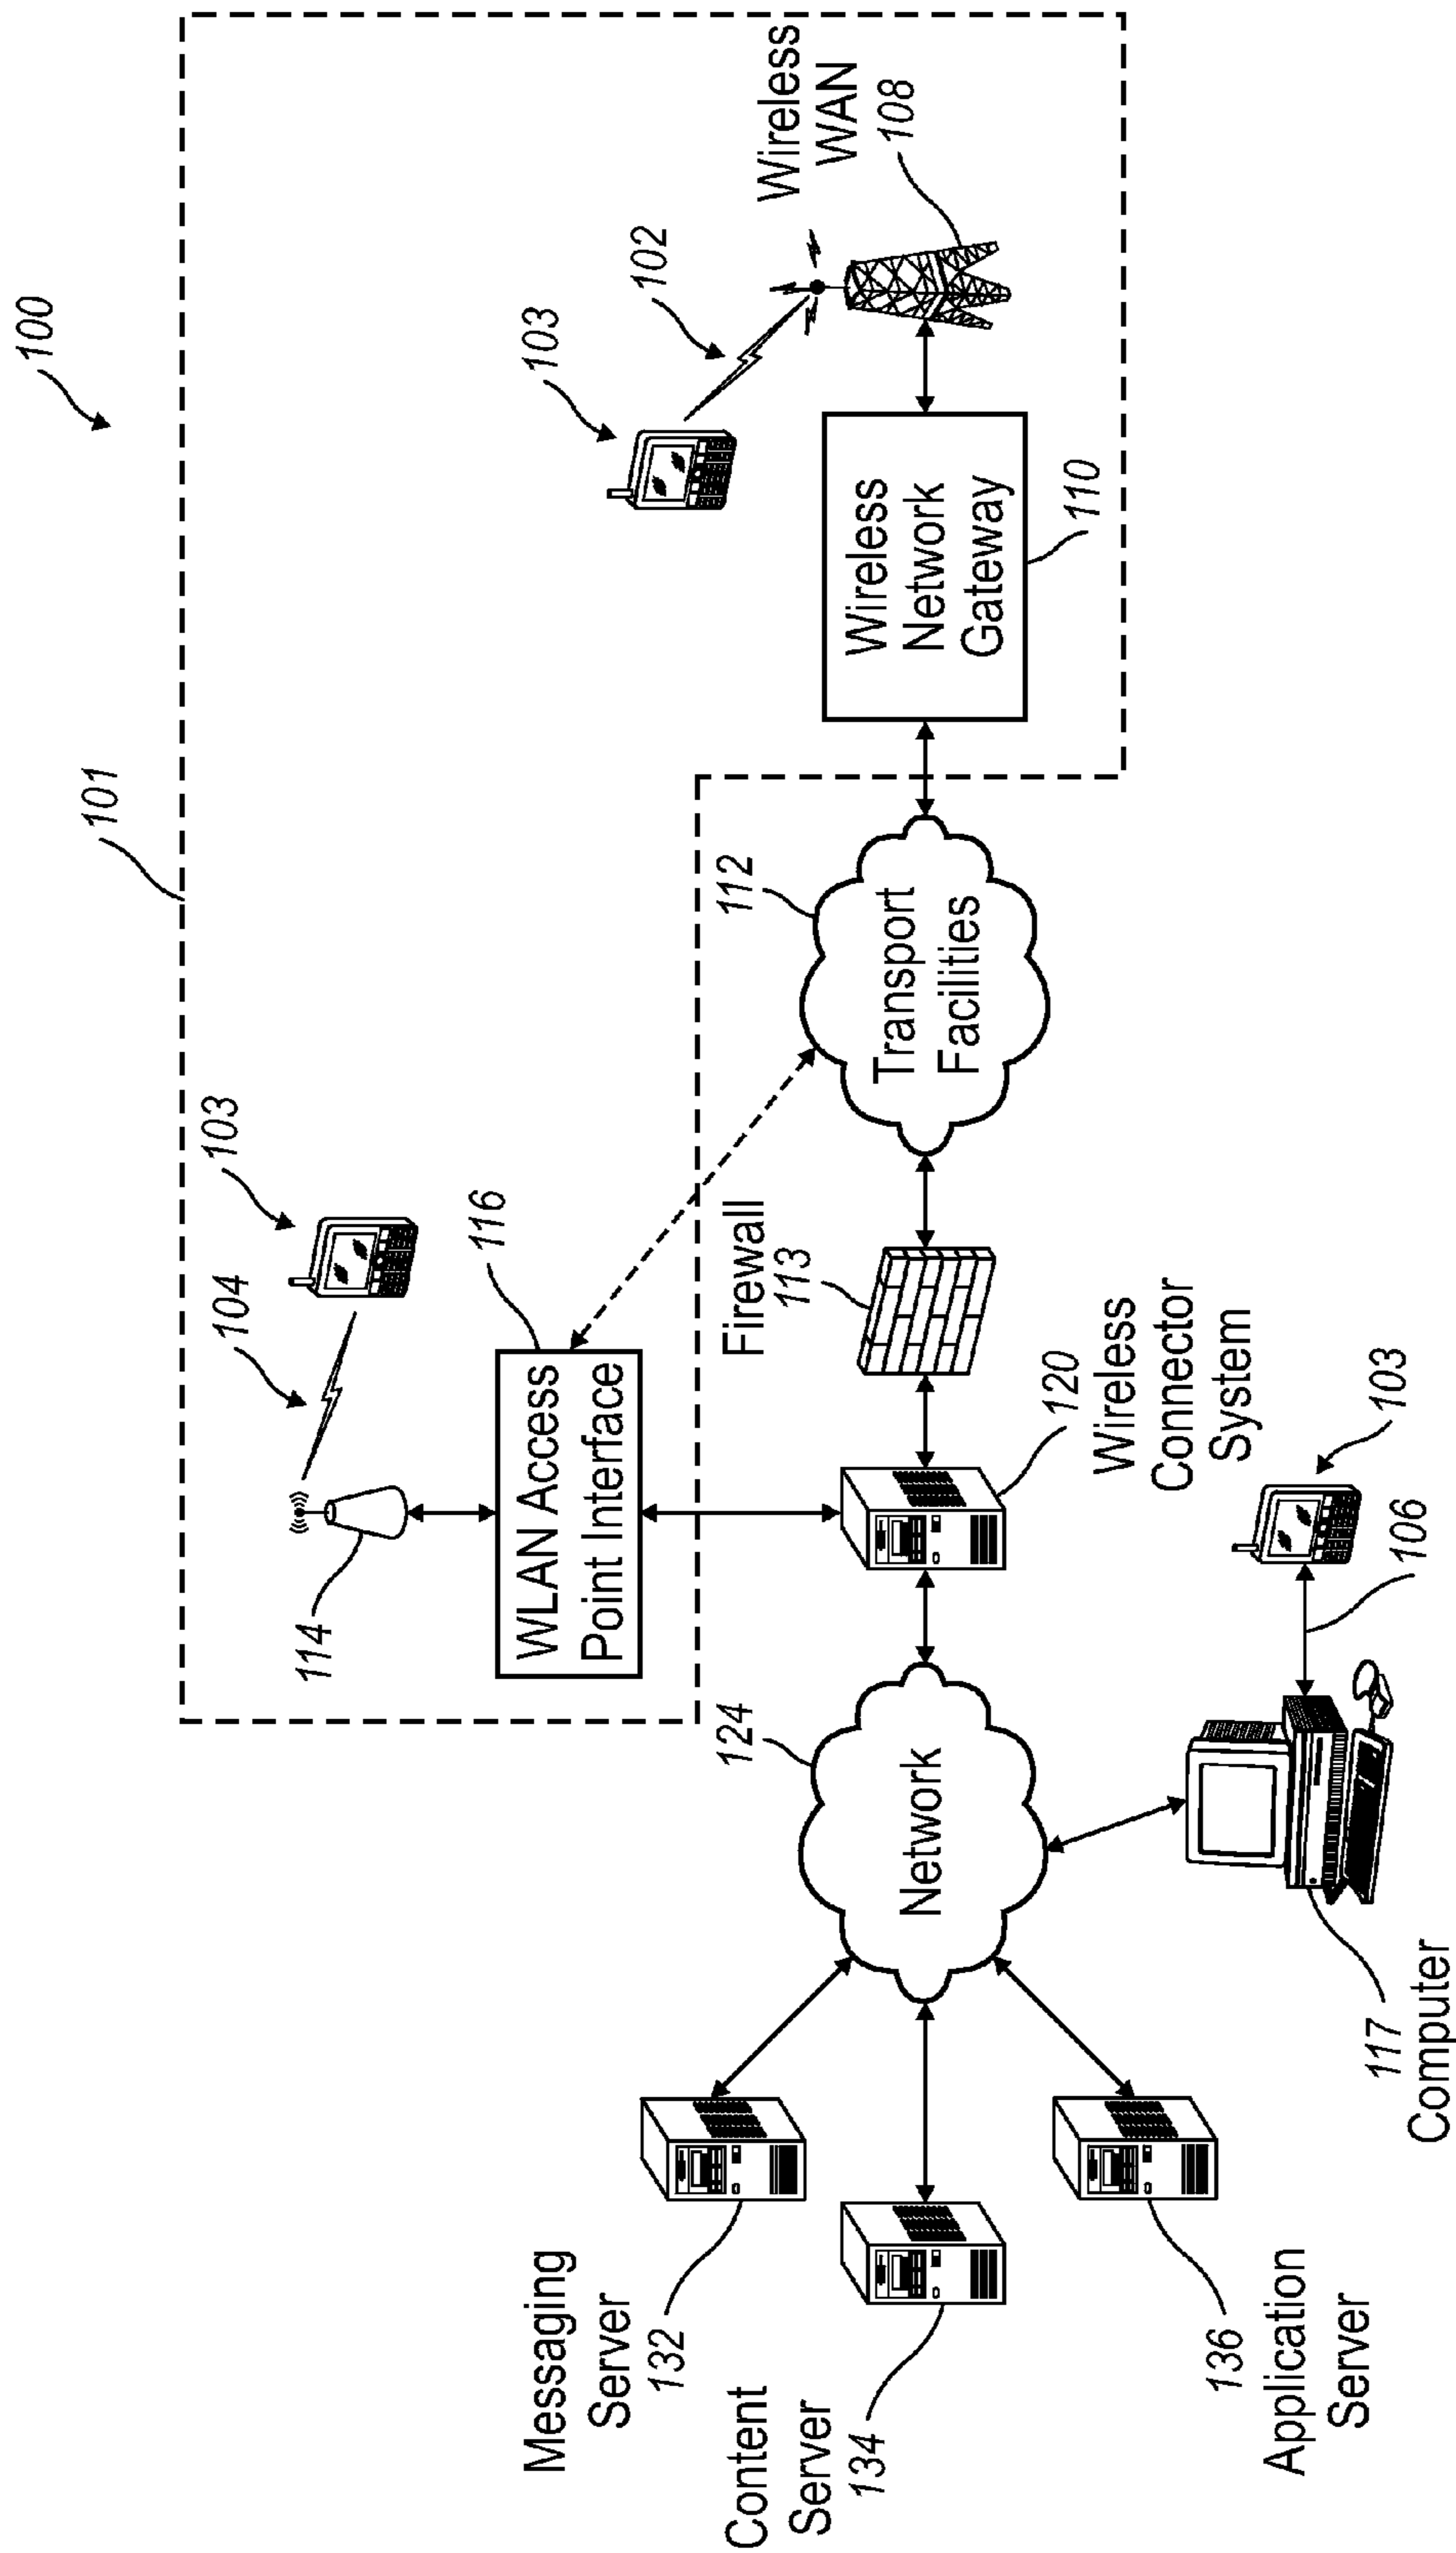 100
101
103
104
114
116
WLAN Access
Point Interface
103
102
Wireless
WAN
108
Wireless
Network
Gateway
110
112
Transport
Facilities
Firewall
113
120
Wireless
Connector
System
124
Network
103
106
117
Computer
Messaging
Server
132
Content
Server
134
136
Application
Server